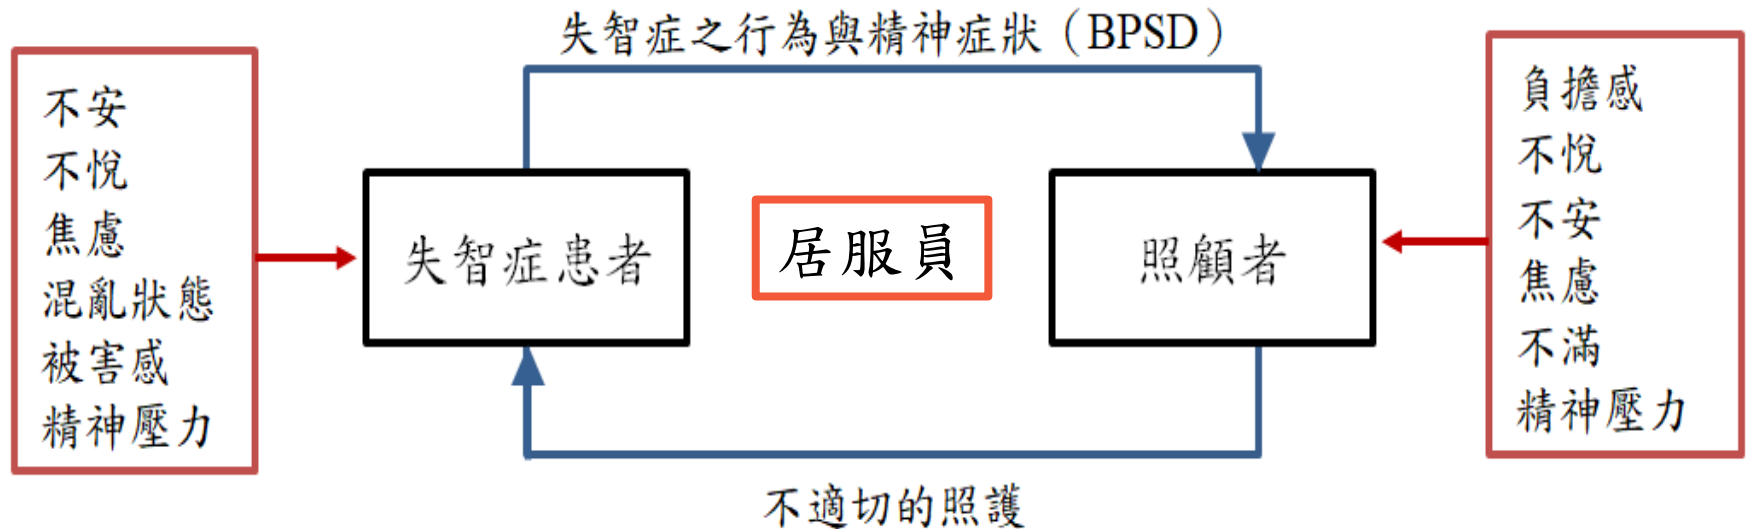 失智症之行為與精神症狀（BPSD）
不安
不悅
焦慮
混亂狀態
被害感
精神壓力
失智症患者
居服員
照顧者
負擔感
不悅
不安
焦慮
不滿
精神壓力
不適切的照護